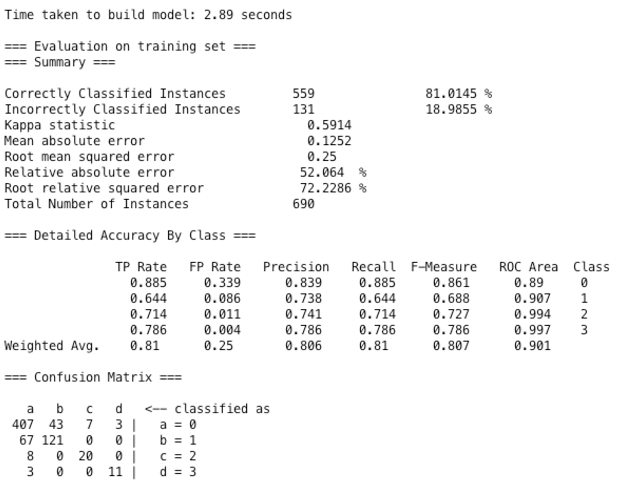 Time taken to build model: 2.89 seconds
=== Evaluation on training set ===
=== Summary ===
Correctly Classified Instances 559 81.0145 %
Incorrectly Classified Instances 131 18.9855 %
Kappa statistic 0.5914
Mean absolute error 0.1252
Root mean squared error 0.25
Relative absolute error 52.064 %
Root relative squared error 72.2286 %
Total Number of Instances 690
=== Detailed Accuracy By Class ===
TP Rate FP Rate Precision Recall F-Measure ROC Area Class
0.885 0.339 0.839 0.885 0.861 0.89 0
0.644 0.086 0.738 0.644 0.688 0.907 1
0.714 0.011 0.741 0.714 0.727 0.994 2
0.786 0.004 0.786 0.786 0.786 0.997 3
Weighted Avg. 0.81 0.25 0.806 0.81 0.807 0.901
=== Confusion Matrix ===
a b c d <-- classified as
407 43 7 3 | a = 0
67 121 0 0 | b = 1
8 0 20 0 | c = 2
3 0 0 11 | d = 3